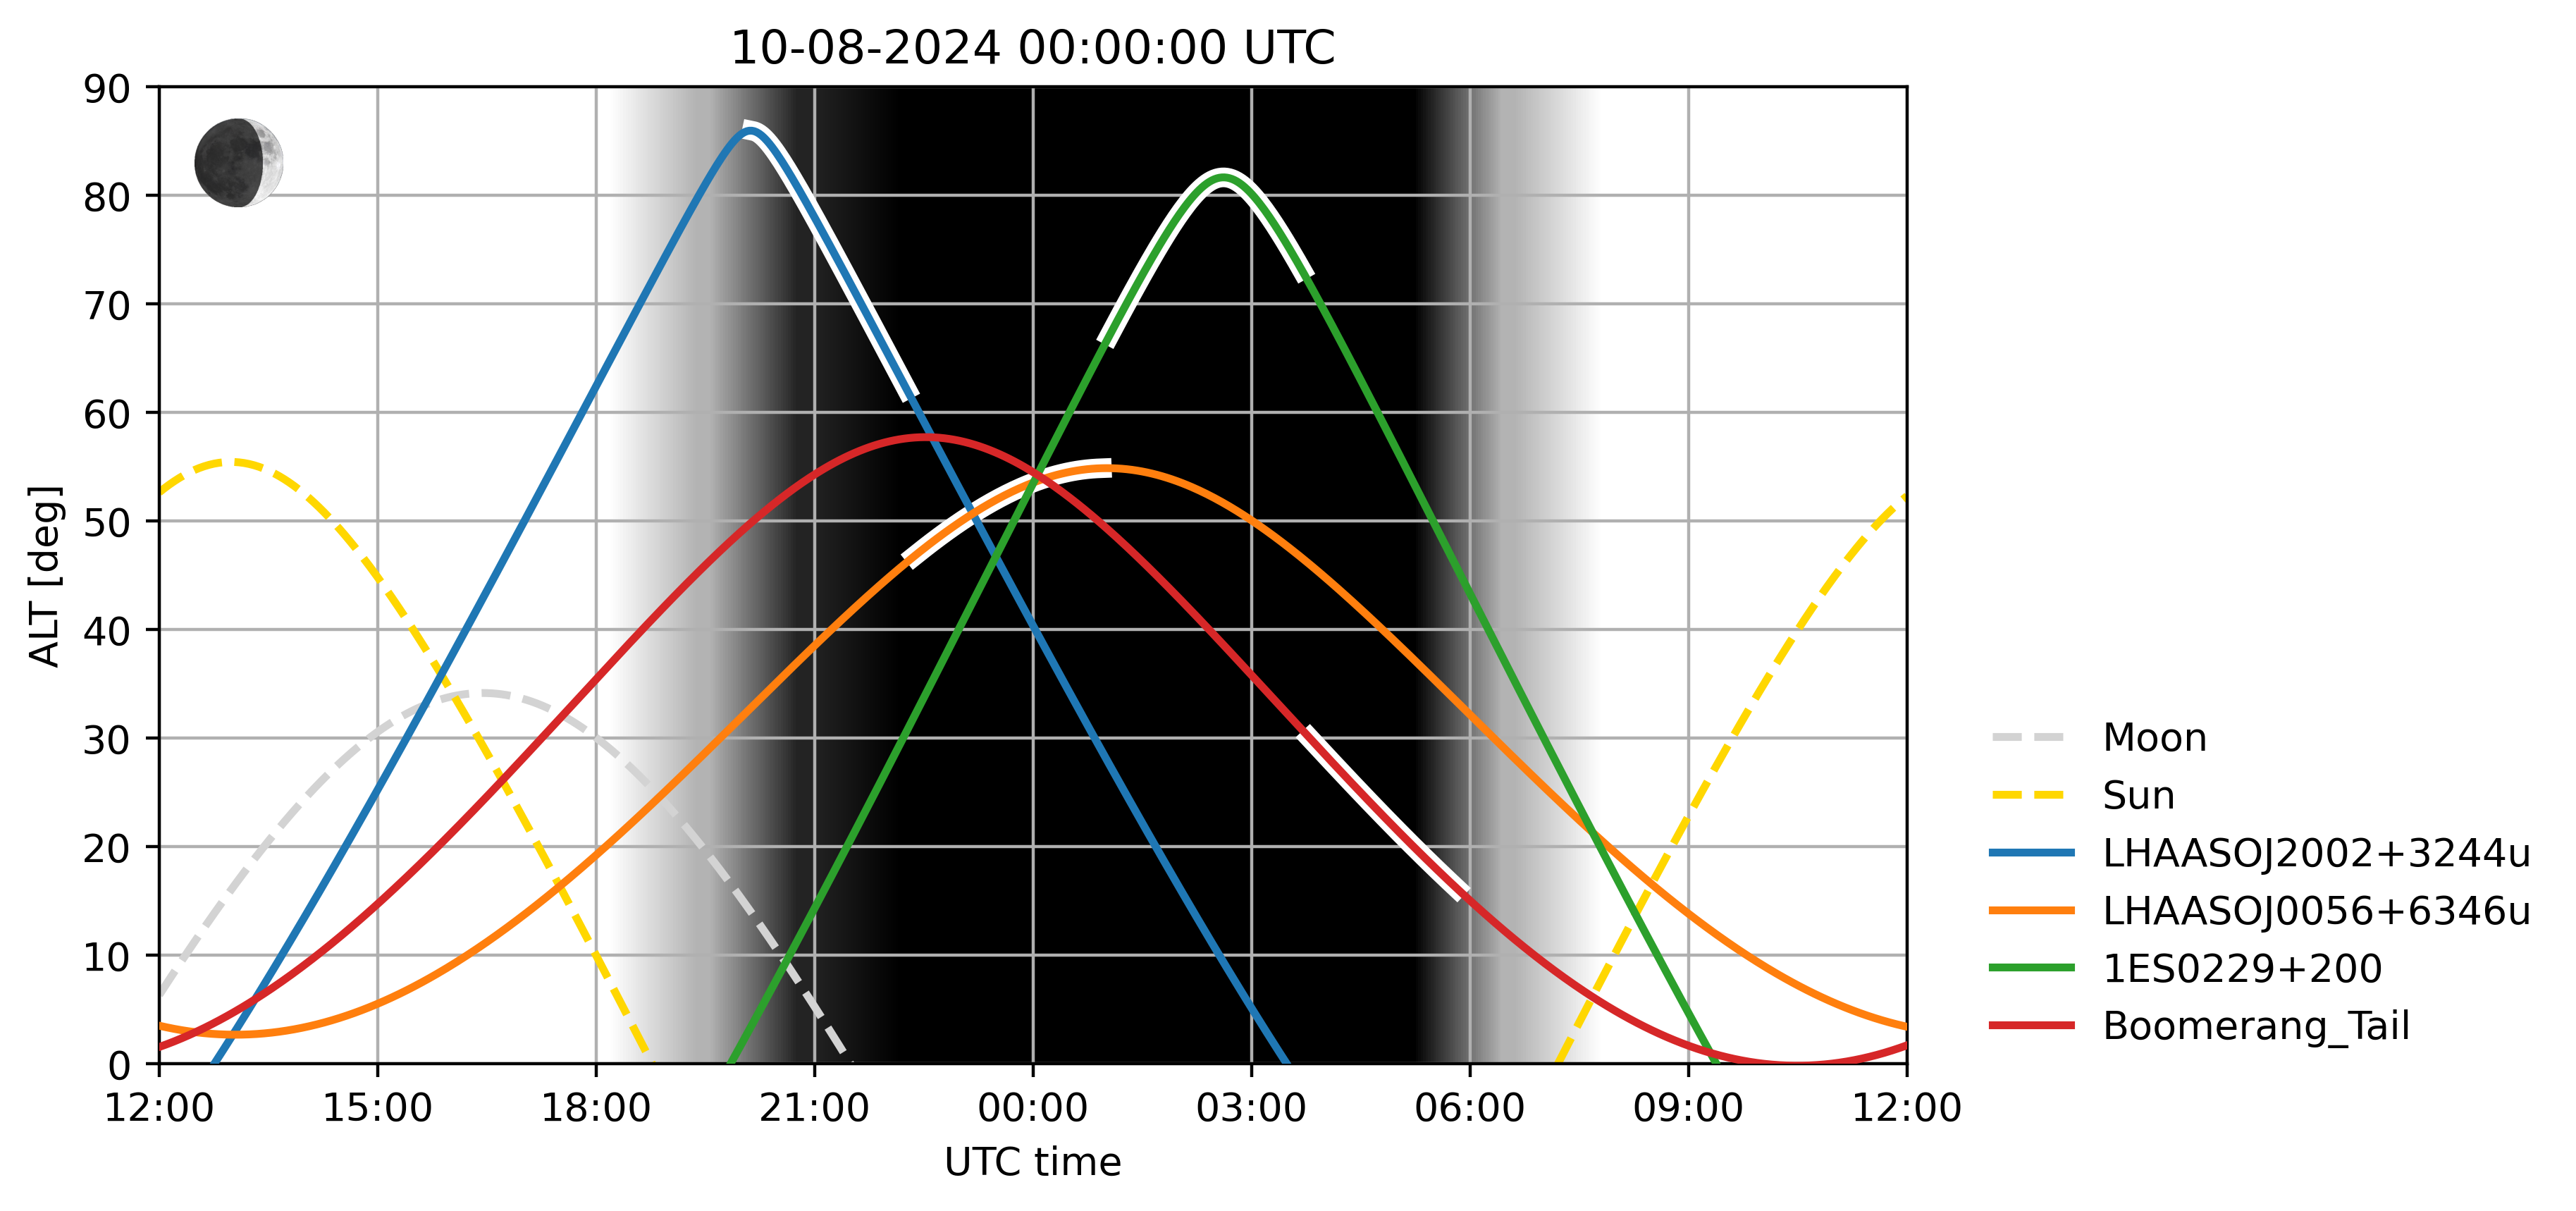 10-08-2024 00:00:00 UTC
90
80
70
60
50
40
30
20
10
0
ALT [deg]
12:00 15:00 18:00 21:00 00:00 03:00 06:00 09:00 12:00
UTC time
Moon
Sun
LHAASOJ2002+3244u
LHAASOJ0056+6346u
1ES0229+200
Boomerang_Tail